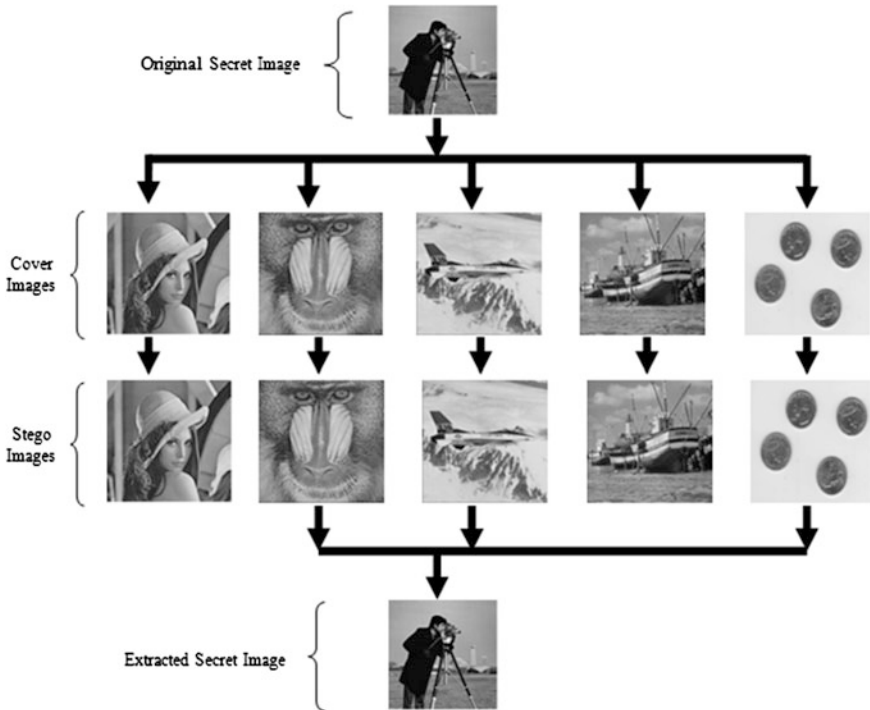 Original Secret Image
Cover
Images
Stego
Images
Extracted Secret Image